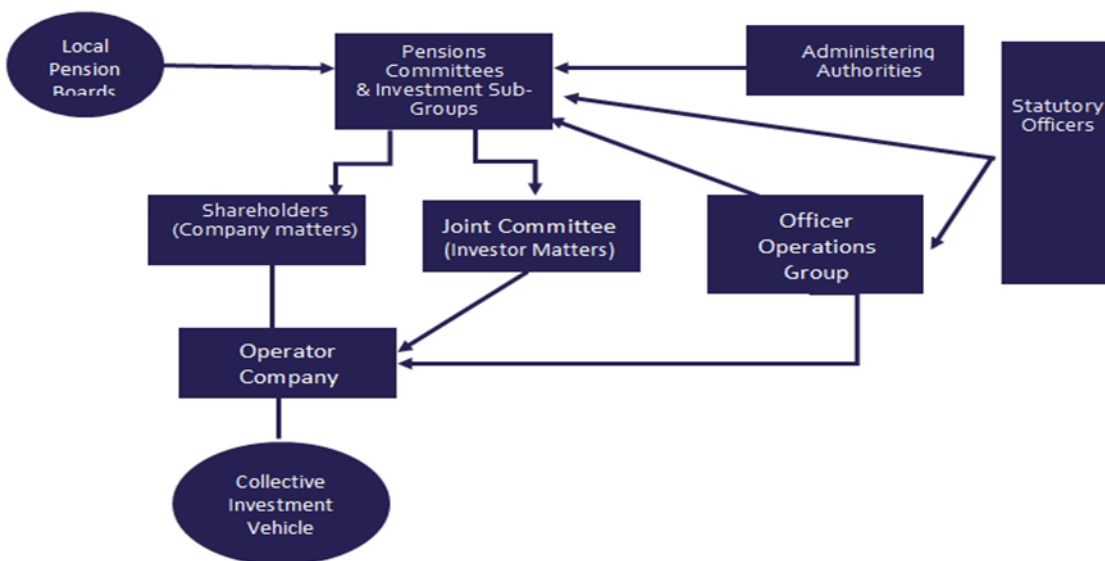 Local
Pension
Boards
Pensions
Committees
& Investment Sub-
Groups
Administering
Authorities
Statutory
Officers
Shareholders
(Company matters)
Joint Committee
(Investor Matters)
Officer
Operations
Group
Operator
Company
Collective
Investment
Vehicle